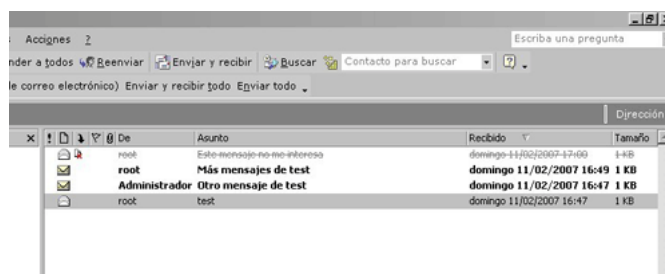 Acciones ?
Escriba una pregunta
nder a todos Reenviar Enviar y recibir Buscar Contacto para buscar
le correo electrónico) Enviar y recibir todo Enviar todo
Dirección
De Asunto Recibido Tamaño
root Este mensaje no me interesa domingo 11/02/2007 17:00 1 KB
root Más mensajes de test domingo 11/02/2007 16:49 1 KB
Administrador Otro mensaje de test domingo 11/02/2007 16:47 1 KB
root test domingo 11/02/2007 16:47 1 KB